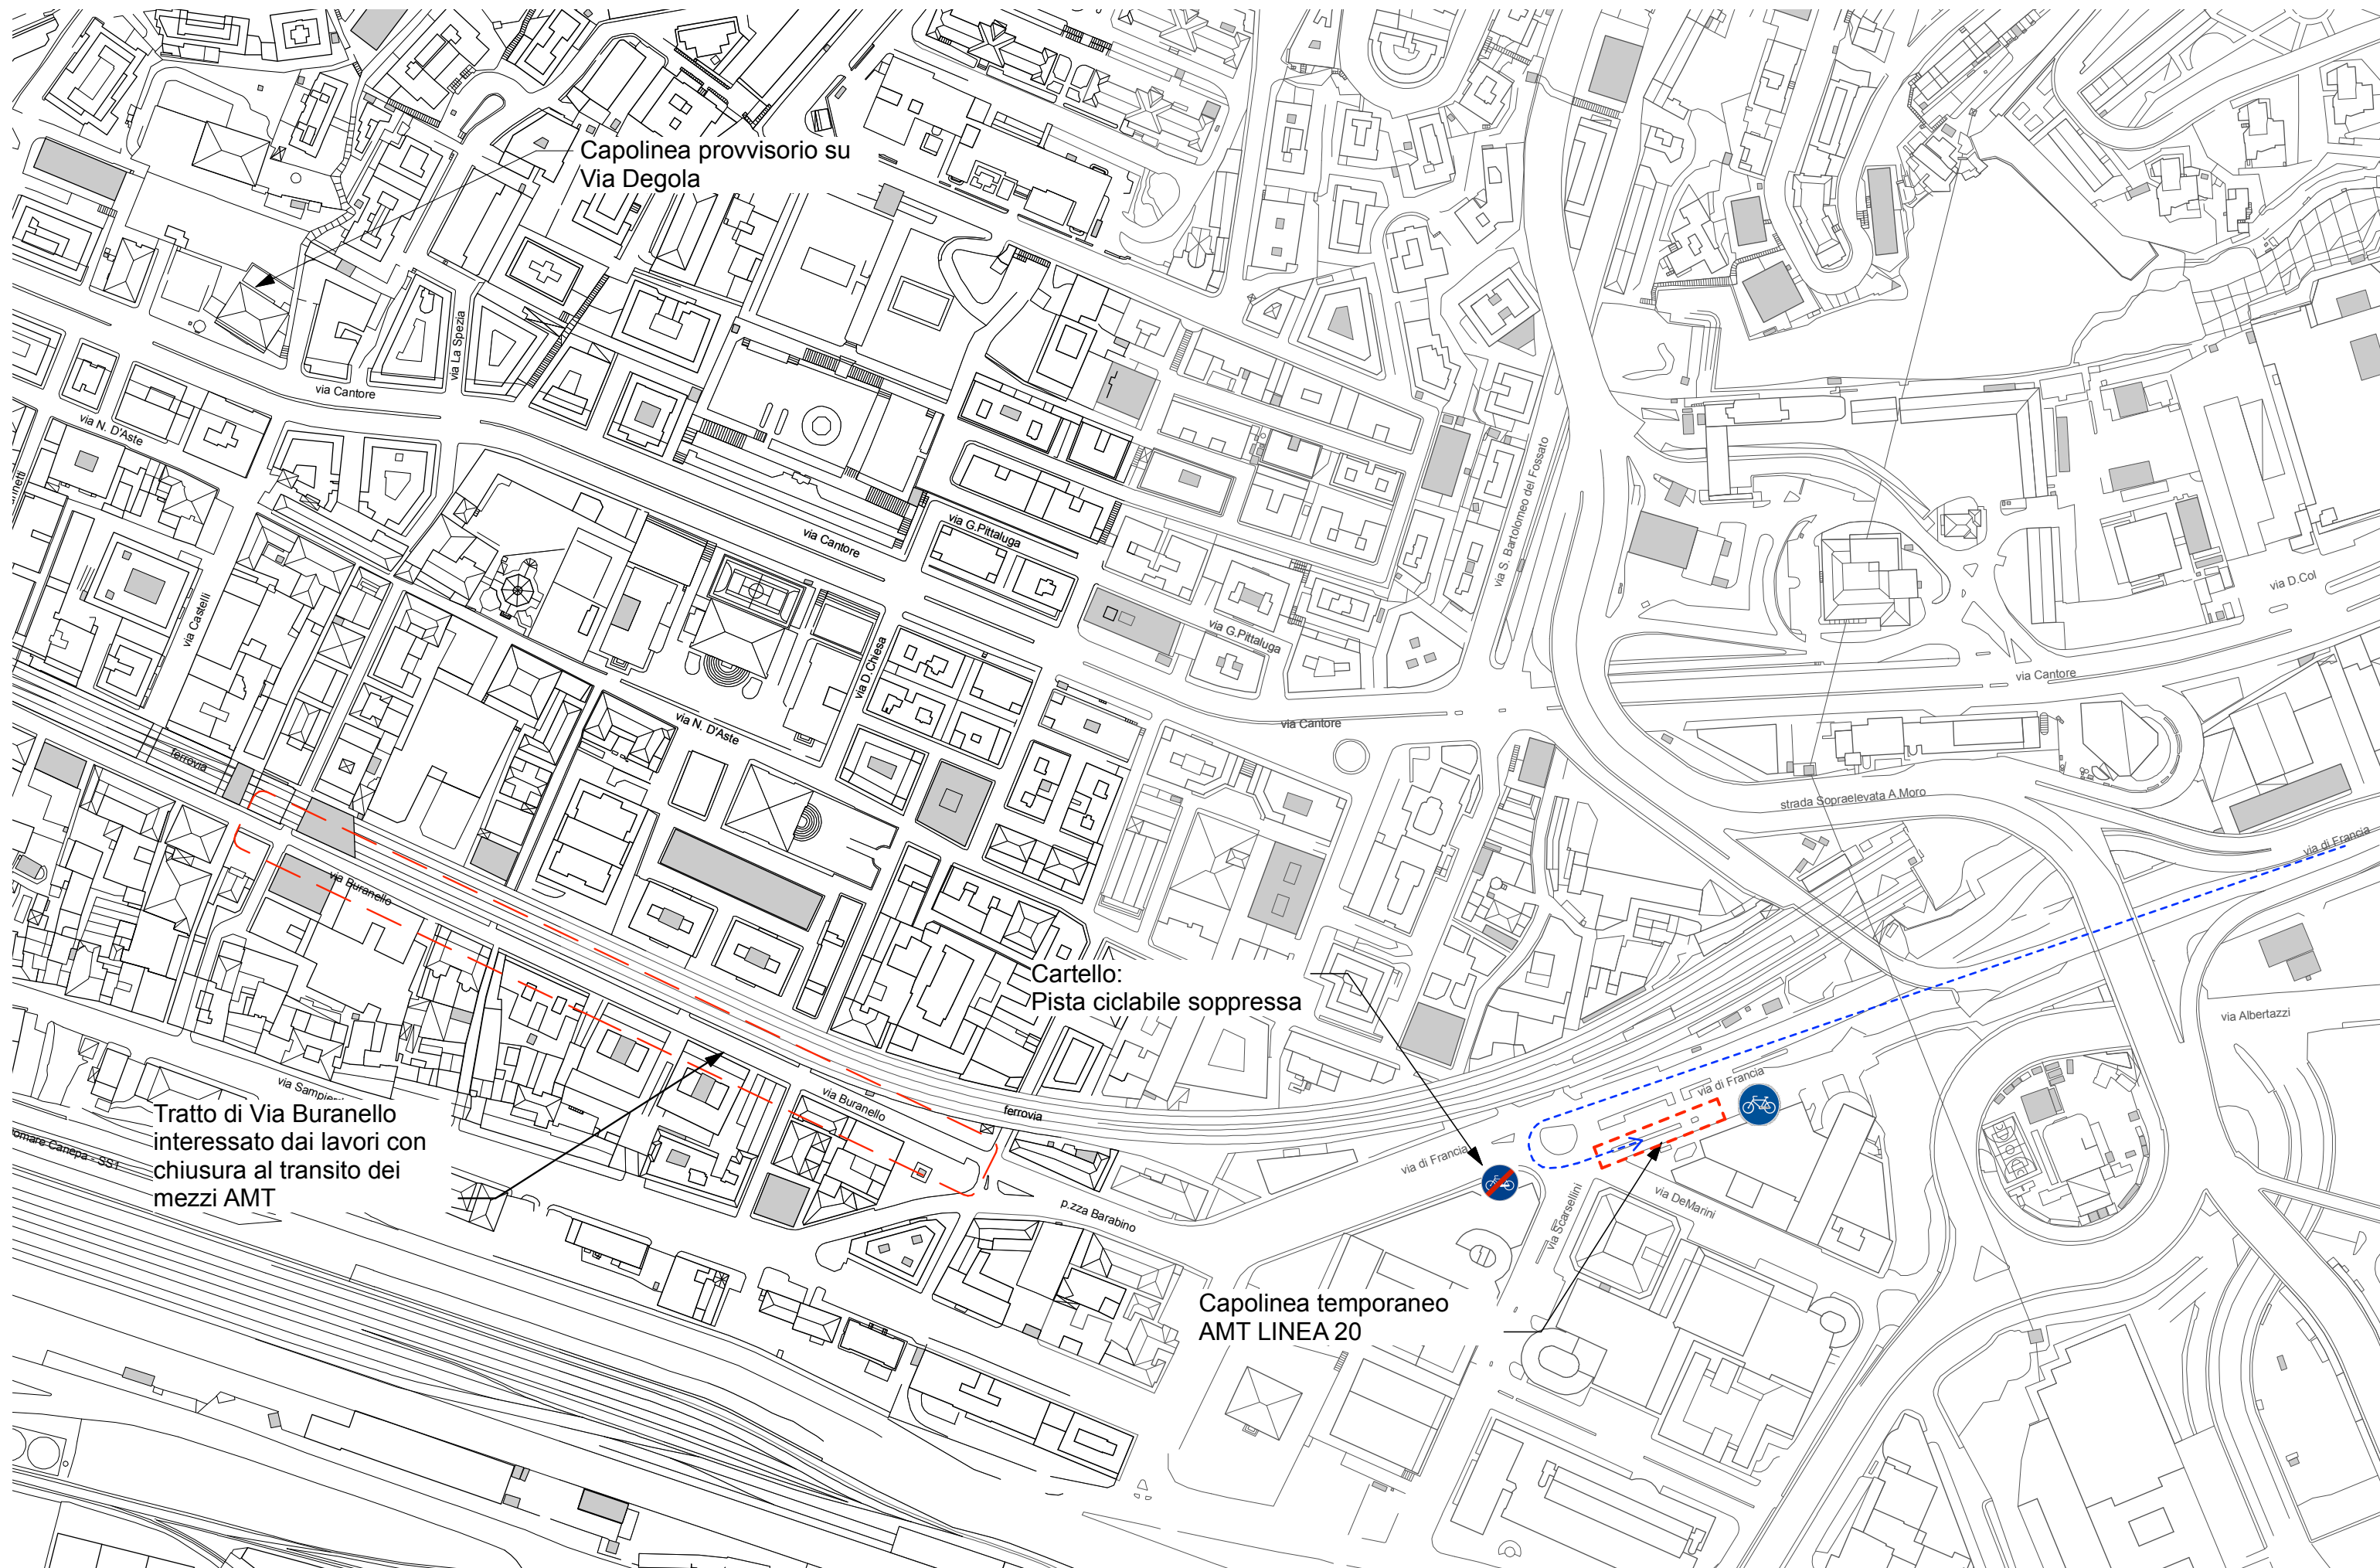 Capolinea provvisorio su
Via Degola
via La Spezia
via Cantore
via N. D'Aste
via S. Bartolomeo del Fossato
via G.Pittaluga
via Cantore
via D.Col
via Castelli
via G.Pittaluga
via D.Chiesa
via Cantore
via N. D'Aste
via Cantore
ferrovia
strada Sopraelevata A.Moro
via di Francia
via Buranello
Cartello:
Pista ciclabile soppressa
via Albertazzi
via di Francia
via Buranello
ferrovia
Tratto di Via Buranello
interessato dai lavori con
chiusura al transito dei
mezzi AMT
via di Francia
via DeMarini
via Scarsellini
p.zza Barabino
Capolinea temporaneo
AMT LINEA 20
Canepa - SS1